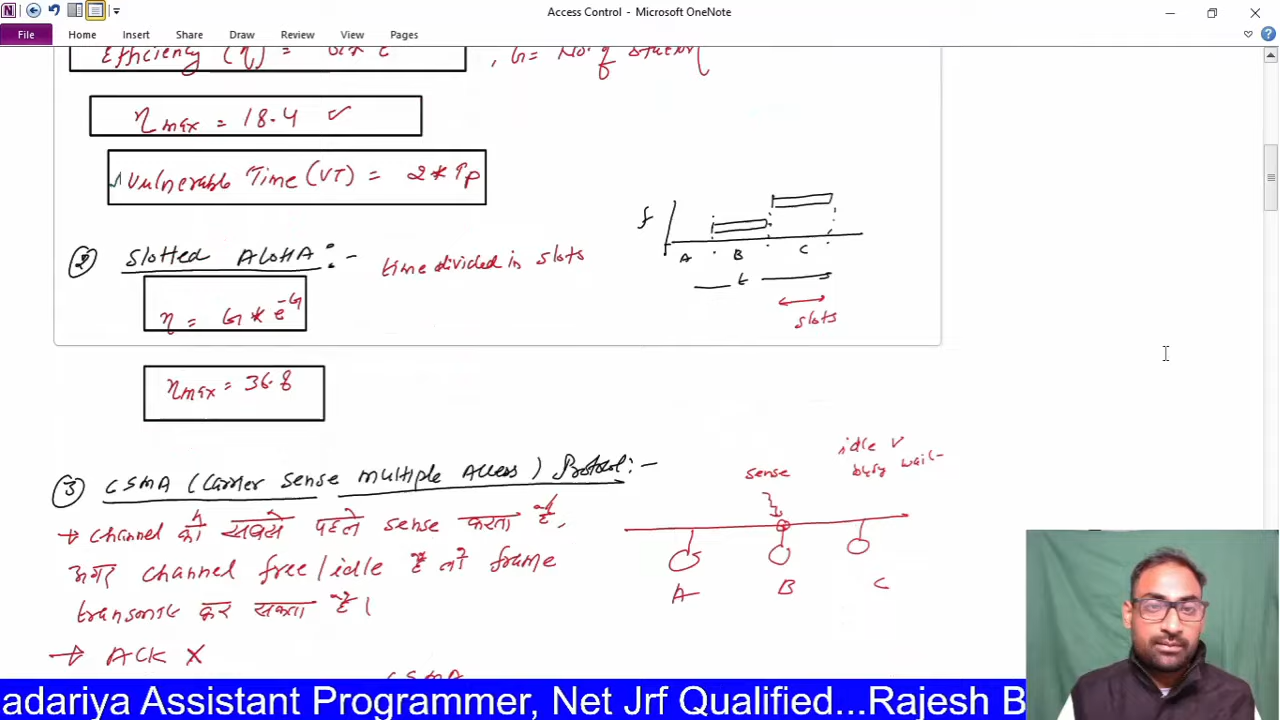 Access Control - Microsoft OneNote
File Home Insert Share Draw Review View Pages
Efficiency (η) =
, G = No. of
ηmax = 18.4 ✓
Vulnerable Time (VT) = 2 * Tp
② Slotted ALOHA :- time divided in slots
η = G * e^-G
ηmax = 36.8
f
A B C
t
slots
③ CSMA (Carrier Sense Multiple Access) Protocol :-
→ channel को सबसे पहले sense करता है,
अगर channel free/idle है तो frame
transmit कर सकता है।
→ ACK X
CSMA
sense
idle ✓
busy wait
A B C
adariya Assistant Programmer, Net Jrf Qualified...Rajesh B